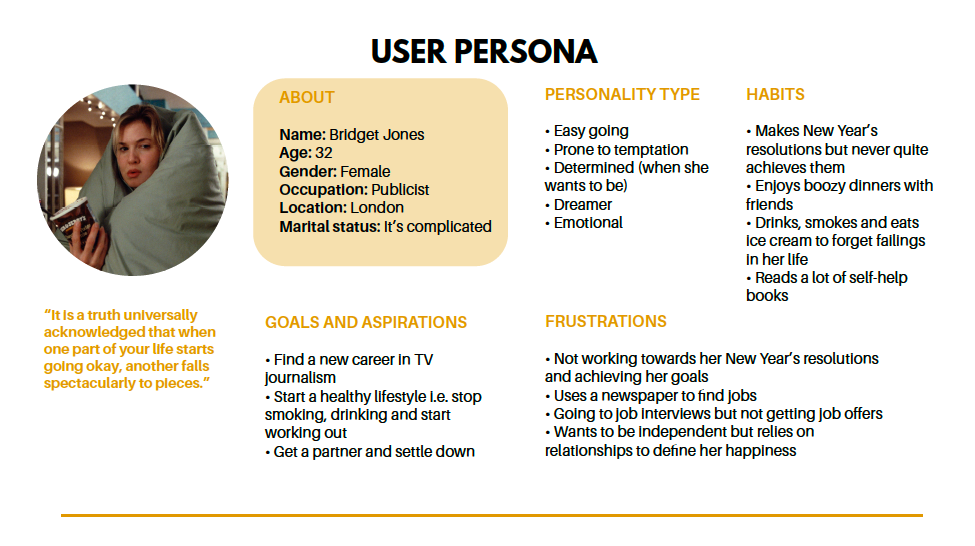 USER PERSONA
ABOUT
Name: Bridget Jones
Age: 32
Gender: Female
Occupation: Publicist
Location: London
Marital status: It's complicated
PERSONALITY TYPE
• Easy going
• Prone to temptation
• Determined (when she
wants to be)
• Dreamer
• Emotional
HABITS
• Makes New Year's
resolutions but never quite
achieves them
• Enjoys boozy dinners with
friends
• Drinks, smokes and eats
ice cream to forget failings
in her life
• Reads a lot of self-help
books
"It is a truth universally
acknowledged that when
one part of your life starts
going okay, another falls
spectacularly to pieces."
GOALS AND ASPIRATIONS
• Find a new career in TV
journalism
• Start a healthy lifestyle i.e. stop
smoking, drinking and start
working out
• Get a partner and settle down
FRUSTRATIONS
• Not working towards her New Year's resolutions
and achieving her goals
• Uses a newspaper to find jobs
• Going to job interviews but not getting job offers
• Wants to be independent but relies on
relationships to define her happiness